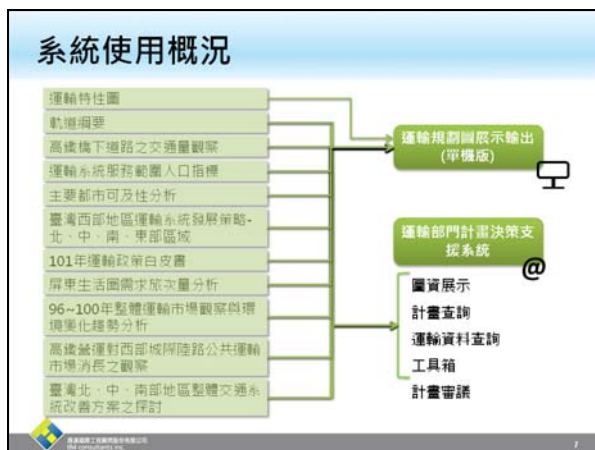 系統使用概況
運輸特性圖
軌道綱要
高鐵橋下道路之交通量觀察
運輸系統服務範圍人口指標
主要都市可及性分析
臺灣西部地區運輸系統發展策略-
北、中、南、東部區域
101年運輸政策白皮書
屏東生活圈需求旅次量分析
96~100年整體運輸市場觀察與環
境變化趨勢分析
高鐵營運對西部城際陸路公共運輸
市場消長之觀察
臺灣北、中、南部地區整體交通系
統改善方案之探討
運輸規劃圖展示輸出
(單機版)
運輸部門計畫決策支
援系統
@
圖資展示
計畫查詢
運輸資料查詢
工具箱
計畫審議
7